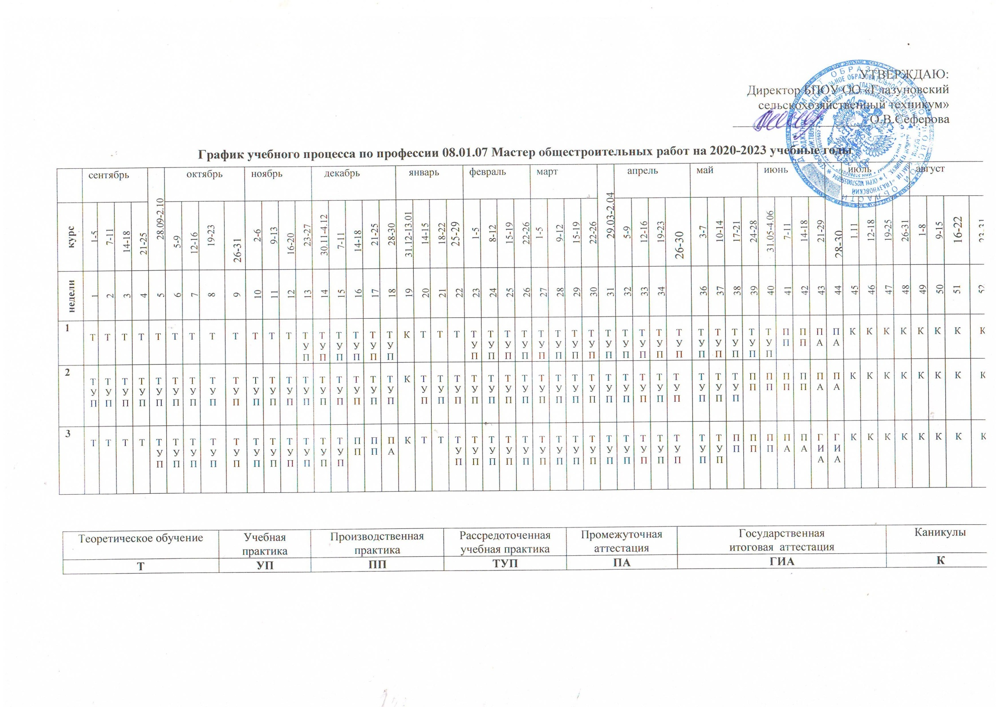 УТВЕРЖДАЮ:
Директор БПОУ ОО «Глазуновский
сельскохозяйственный техникум»
О.В.Сеферова
График учебного процесса по профессии 08.01.07 Мастер общестроительных работ на 2020-2023 учебные годы
сентябрь 28.09-2.10 октябрь ноябрь декабрь январь февраль март 29.03-2.04 апрель май июнь июль август
курс 1-5 7-11 14-18 21-25 5-9 12-16 19-23 26-31 2-6 9-13 16-20 23-27 30.11-4.12 7-11 14-18 21-25 28-30 31.12-13.01 14-15 18-22 25-29 1-5 8-12 15-19 22-26 1-5 9-12 15-19 22-26 5-9 12-16 19-23 26-30 3-7 10-14 17-21 24-28 31.05-4.06 7-11 14-18 21-29 28-30 1.11 12-18 19-25 26-31 1-8 9-15 16-22
недели 1 2 3 4 5 6 7 8 9 10 11 12 13 14 15 16 17 18 19 20 21 22 23 24 25 26 27 28 29 30 31 32 33 34 36 37 38 39 40 41 42 43 44 45 46 47 48 49 50 51 52
1 Т Т Т Т Т Т Т Т Т Т Т Т ТУП ТУП ТУП ТУП ТУП ТУП К Т Т Т ТУП ТУП ТУП ТУП ТУП ТУП ТУП ТУП ТУП ТУП ТУП ТУП ТУП ТУП ТУП ТУП ТУП ТУП ПП ПП ПА ПА К К К К К К К К
2 ТУП ТУП ТУП ТУП ТУП ТУП ТУП ТУП ТУП ТУП ТУП ТУП ТУП ТУП ТУП ТУП ТУП ТУП К ТУП ТУП ТУП ТУП ТУП ТУП ТУП ТУП ТУП ТУП ТУП ТУП ТУП ТУП ТУП ТУП ТУП ТУП ТУП ПП ПП ПП ПП ПА ПА К К К К К К К К
3 Т Т Т Т ТУП ТУП ТУП ТУП ТУП ТУП ТУП ТУП ТУП ТУП ТУП ПП ПП ПА К Т Т ТУП ТУП ТУП ТУП ТУП ТУП ТУП ТУП ТУП ТУП ТУП ТУП ТУП ТУП ТУП ТУП ПП ПП ПП ПА ПА ГИА ГИА К К К К К К К К
Теоретическое обучение Учебная практика Производственная практика Рассредоточенная учебная практика Промежуточная аттестация Государственная итоговая аттестация Каникулы
Т УП ПП ТУП ПА ГИА К